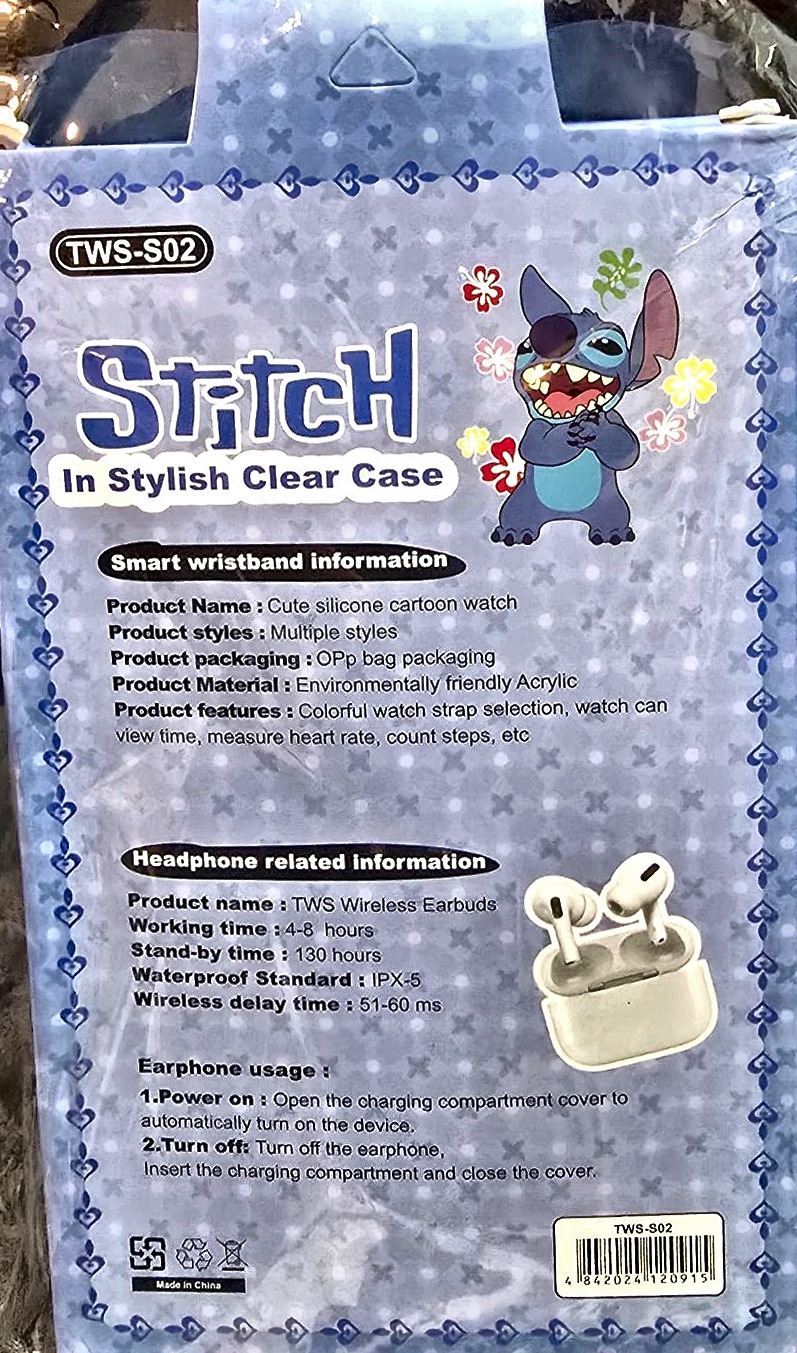 TWS-S02
Stitch
In Stylish Clear Case
Smart wristband information
Product Name : Cute silicone cartoon watch
Product styles : Multiple styles
Product packaging : OPp bag packaging
Product Material : Environmentally friendly Acrylic
Product features : Colorful watch strap selection, watch can
view time, measure heart rate, count steps, etc
Headphone related information
Product name : TWS Wireless Earbuds
Working time : 4-8 hours
Stand-by time : 130 hours
Waterproof Standard : IPX-5
Wireless delay time : 51-60 ms
Earphone usage :
1.Power on : Open the charging compartment cover to
automatically turn on the device.
2.Turn off: Turn off the earphone,
Insert the charging compartment and close the cover.
Made in China
TWS-S02
4 842024 120915